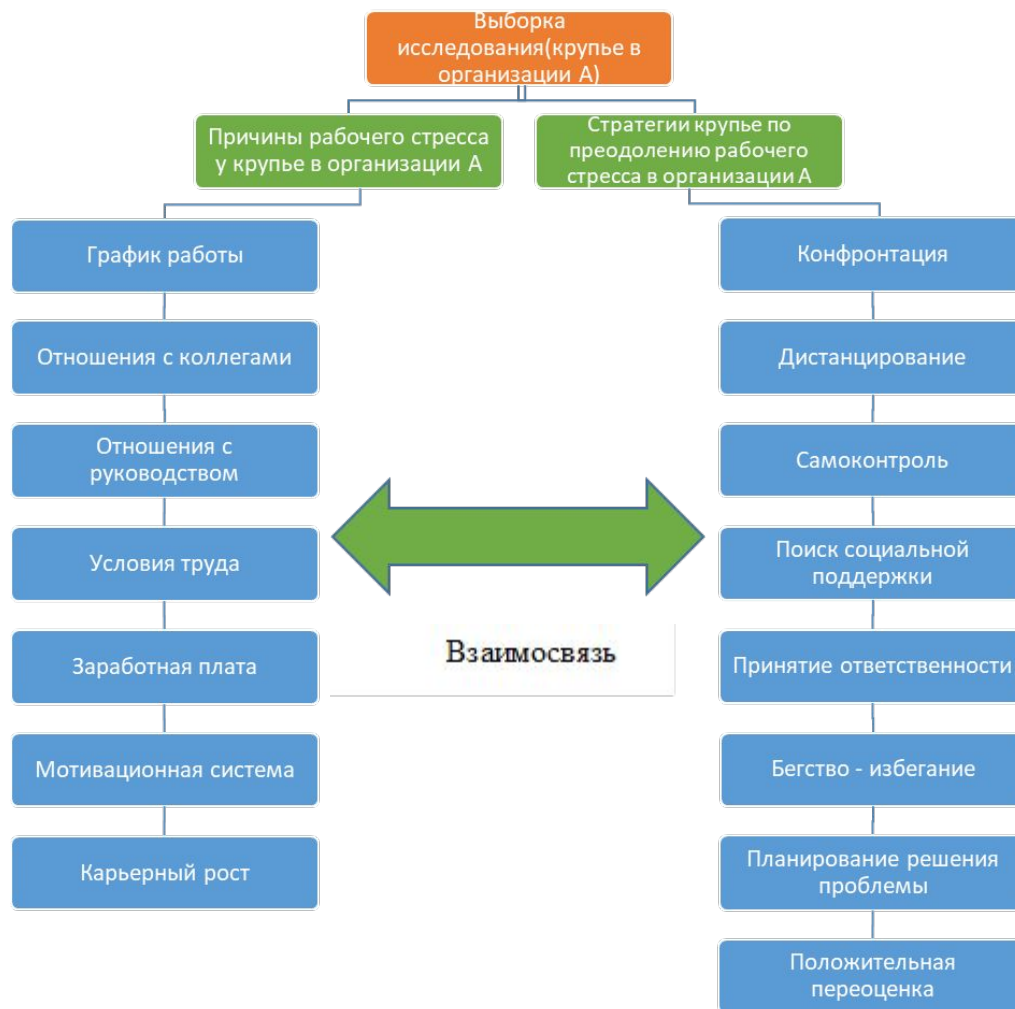 Выборка
исследования(крупье в
организации А)
Причины рабочего стресса
у крупье в организации А
Стратегии крупье по
преодолению рабочего
стресса в организации А
График работы
Отношения с коллегами
Отношения с
руководством
Условия труда
Заработная плата
Мотивационная система
Карьерный рост
Взаимосвязь
Конфронтация
Дистанцирование
Самоконтроль
Поиск социальной
поддержки
Принятие ответственности
Бегство - избегание
Планирование решения
проблемы
Положительная
переоценка